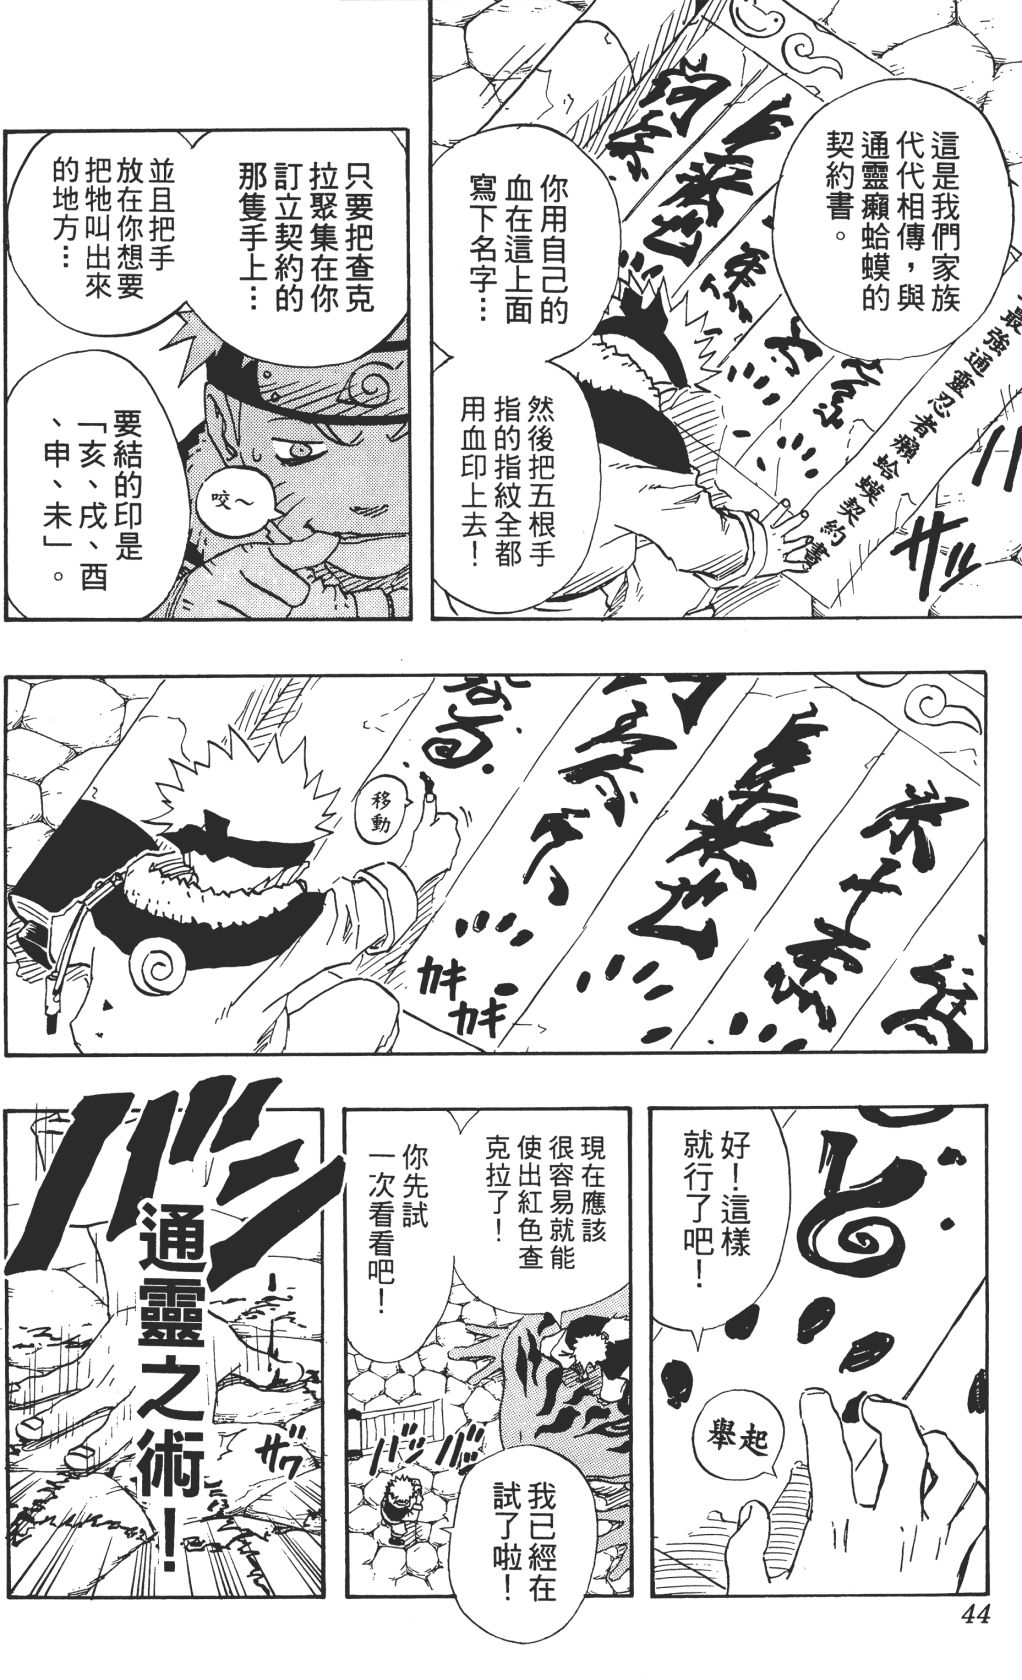 這是我們家族
代代相傳，與
通靈癩蛤蟆的
契約書。
最強通靈忍者癩蛤蟆契約書
你用自己的
血在這上面
寫下名字…
然後把五根手
指的指紋全都
用血印上去！
ザッ
只要把查克
拉聚集在你
訂立契約的
那隻手上…
並且把手
放在你想要
把牠叫出來
的地方…
咬～
要結的印是
「亥、戌、酉
、申、未」。
移動
カキ
カキ
好！這樣
就行了吧！
舉起
現在應該
很容易就能
使出紅色查
克拉了！
你先試
一次看看吧！
バッ
バッ
我已經在
試了啦！
バン
通靈之術！
ザワ
44